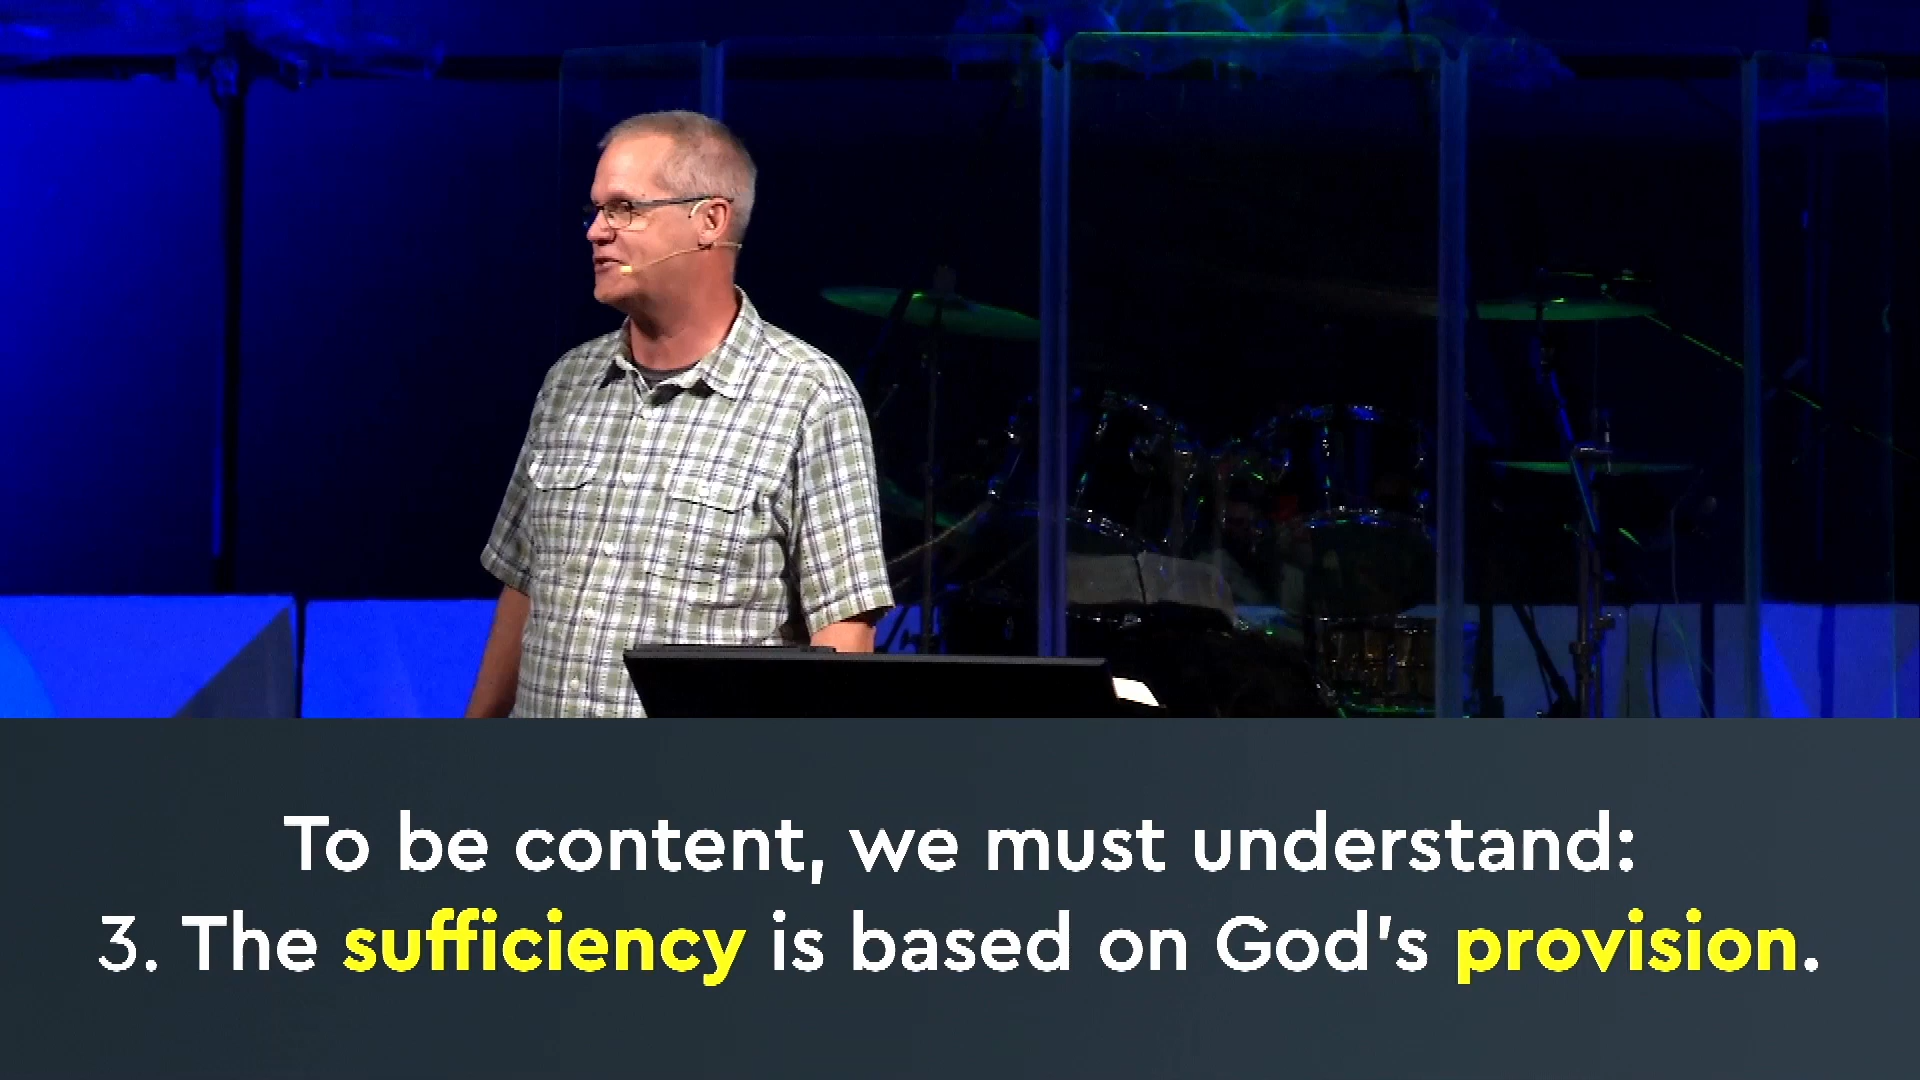 To be content, we must understand:
3. The sufficiency is based on God's provision.